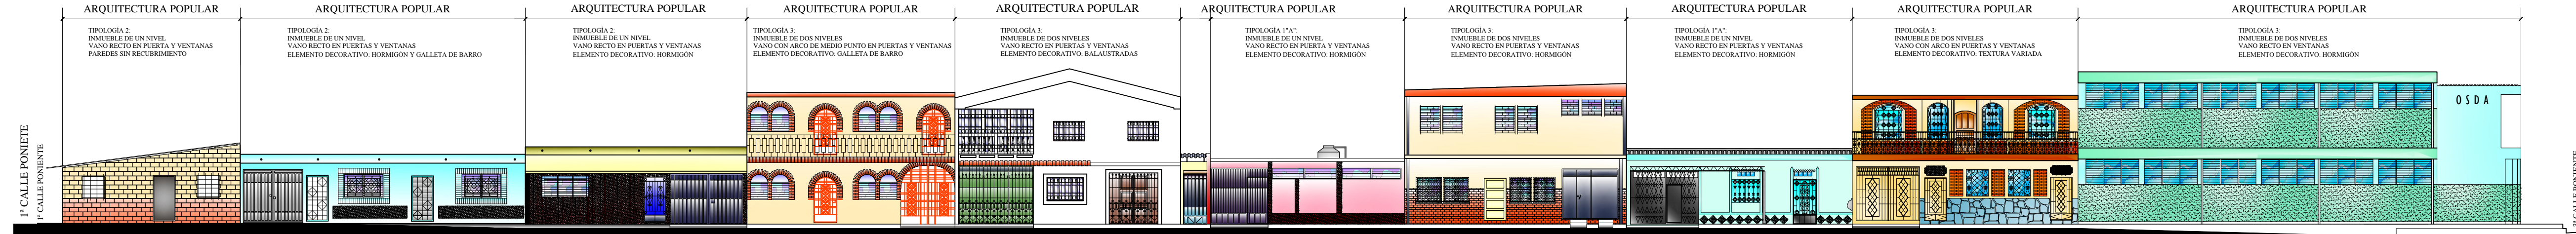 ARQUITECTURA POPULAR
TIPOLOGÍA 2:
INMUEBLE DE UN NIVEL
VANO RECTO EN PUERTA Y VENTANAS
PAREDES SIN RECUBRIMIENTO
ARQUITECTURA POPULAR
TIPOLOGÍA 2:
INMUEBLE DE UN NIVEL
VANO RECTO EN PUERTAS Y VENTANAS
ELEMENTO DECORATIVO: HORMIGÓN Y GALLETA DE BARRO
ARQUITECTURA POPULAR
TIPOLOGÍA 2:
INMUEBLE DE UN NIVEL
VANO RECTO EN PUERTAS Y VENTANAS
ELEMENTO DECORATIVO: HORMIGÓN
ARQUITECTURA POPULAR
TIPOLOGÍA 3:
INMUEBLE DE DOS NIVELES
VANO CON ARCO DE MEDIO PUNTO EN PUERTAS Y VENTANAS
ELEMENTO DECORATIVO: GALLETA DE BARRO
ARQUITECTURA POPULAR
TIPOLOGÍA 3:
INMUEBLE DE DOS NIVELES
VANO RECTO EN PUERTAS Y VENTANAS
ELEMENTO DECORATIVO: BALAUSTRADAS
ARQUITECTURA POPULAR
TIPOLOGÍA 1"A":
INMUEBLE DE UN NIVEL
VANO RECTO EN PUERTA Y VENTANAS
ELEMENTO DECORATIVO: HORMIGÓN
ARQUITECTURA POPULAR
TIPOLOGÍA 3:
INMUEBLE DE DOS NIVELES
VANO RECTO EN PUERTAS Y VENTANAS
ELEMENTO DECORATIVO: HORMIGÓN
ARQUITECTURA POPULAR
TIPOLOGÍA 1"A":
INMUEBLE DE UN NIVEL
VANO RECTO EN PUERTAS Y VENTANAS
ELEMENTO DECORATIVO: HORMIGÓN
ARQUITECTURA POPULAR
TIPOLOGÍA 3:
INMUEBLE DE DOS NIVELES
VANO CON ARCO EN PUERTAS Y VENTANAS
ELEMENTO DECORATIVO: TEXTURA VARIADA
ARQUITECTURA POPULAR
TIPOLOGÍA 3:
INMUEBLE DE DOS NIVELES
VANO RECTO EN VENTANAS
ELEMENTO DECORATIVO: HORMIGÓN
OSDA
1ª CALLE PONIETE
1ª CALLE PONIENTE
CALLE PONIENTE